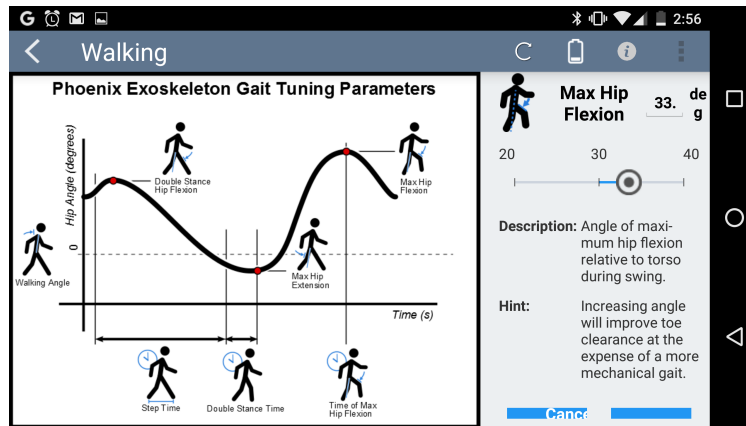 G 2:56
Walking
Phoenix Exoskeleton Gait Tuning Parameters
Hip Angle (degrees)
0
Walking Angle
Double Stance
Hip Flexion
Max Hip
Flexion
Max Hip
Extension
Time (s)
Step Time
Double Stance Time
Time of Max
Hip Flexion
Max Hip
Flexion
33.
de
g
20 30 40
Description: Angle of maxi-
mum hip flexion
relative to torso
during swing.
Hint: Increasing angle
will improve toe
clearance at the
expense of a more
mechanical gait.
Cance